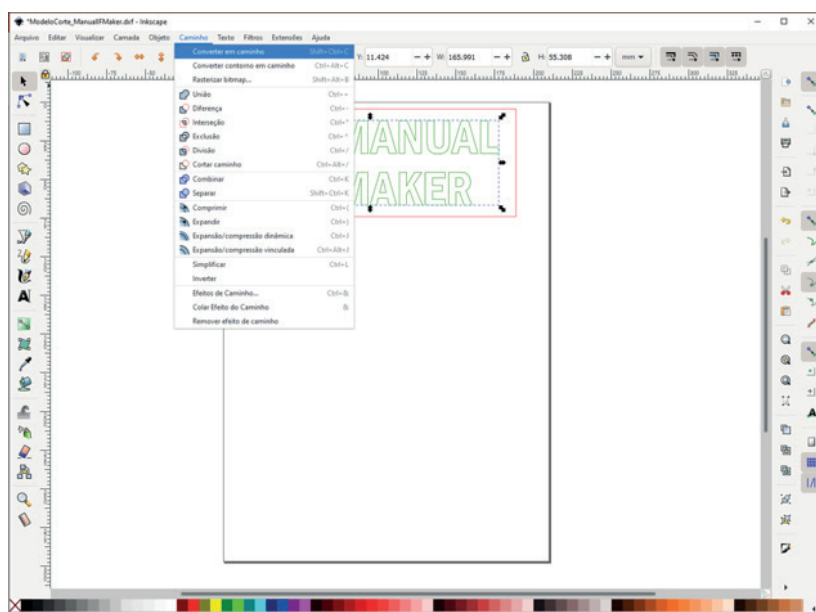 *ModeloCorte_ManualIFMaker.dxf - Inkscape
Arquivo Editar Visualizar Camada Objeto Caminho Texto Filtros Extensões Ajuda
Y: 11.424 − + W: 165.991 − + H: 55.308 − + mm
Converter em caminho Shift+Ctrl+C
Converter contorno em caminho Ctrl+Alt+C
Rasterizar bitmap... Shift+Alt+B
União Ctrl++
Diferença Ctrl+-
Interseção Ctrl+*
Exclusão Ctrl+^
Divisão Ctrl+/
Cortar caminho Ctrl+Alt+/
Combinar Ctrl+K
Separar Shift+Ctrl+K
Comprimir Ctrl+(
Expandir Ctrl+)
Expansão/compressão dinâmica Ctrl+J
Expansão/compressão vinculada Ctrl+Alt+J
Simplificar Ctrl+L
Inverter
Efeitos de Caminho... Ctrl+&
Colar Efeito do Caminho &
Remover efeito de caminho
MANUAL
MAKER